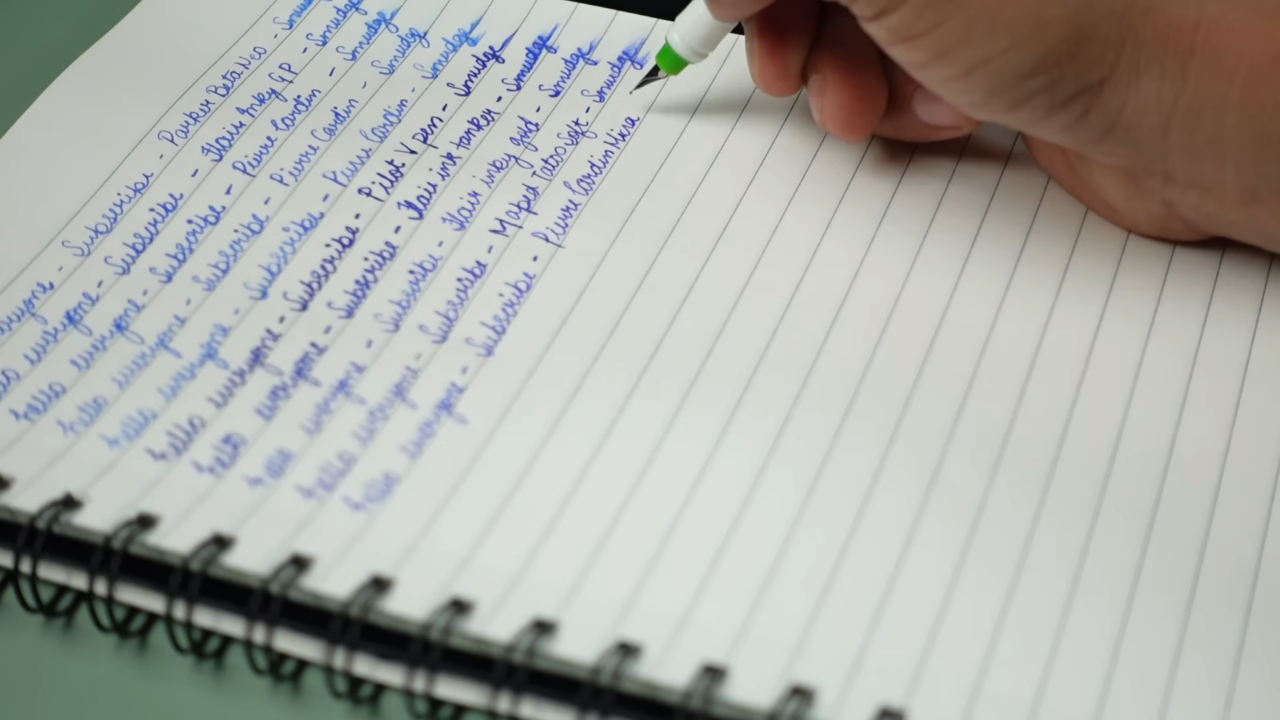 everyone - Subscribe - Parker Beta Neo - Smudge
hello everyone - Subscribe - Hair Inky GP - Smudge
hello everyone - Subscribe - Pierre Cardin - Smudge
hello everyone - Subscribe - Pierre Cardin - Smudge
hello everyone - Subscribe - Pierre Cardin - Smudge
hello everyone - Subscribe - Pilot V pen - Smudge
hello everyone - Subscribe - Hair ink tanker - Smudge
hello everyone - Subscribe - Hair inky gold - Smudge
hello everyone - Subscribe - Maped Tatoo Soft - Smudge
hello everyone - Subscribe - Pierre Cardin